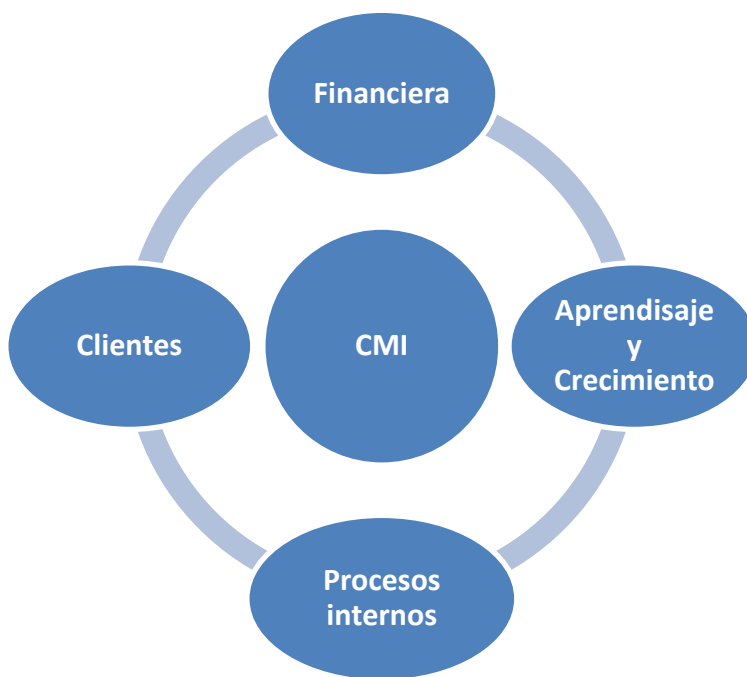 Financiera
Clientes
CMI
Aprendisaje
y
Crecimiento
Procesos
internos